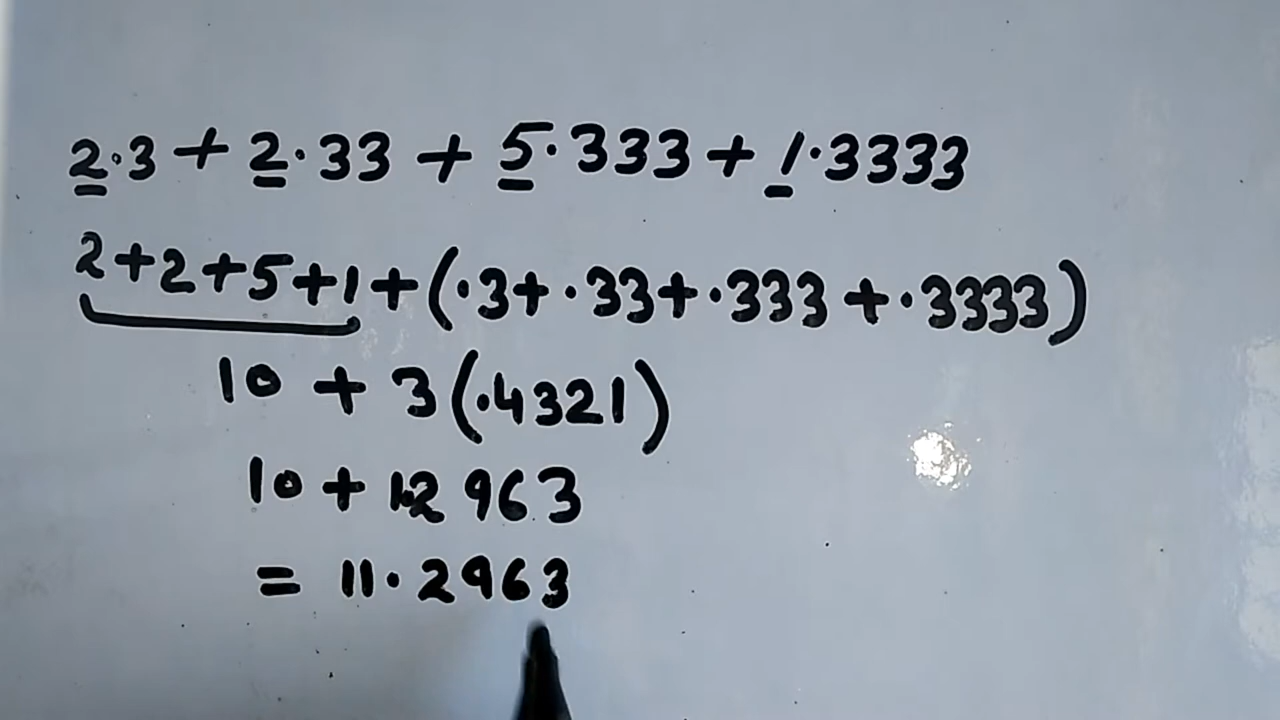 2.3 + 2.33 + 5.333 + 1.3333
2+2+5+1+(.3+.33+.333+.3333)
10 + 3(.4321)
10 + 1.2963
= 11.2963